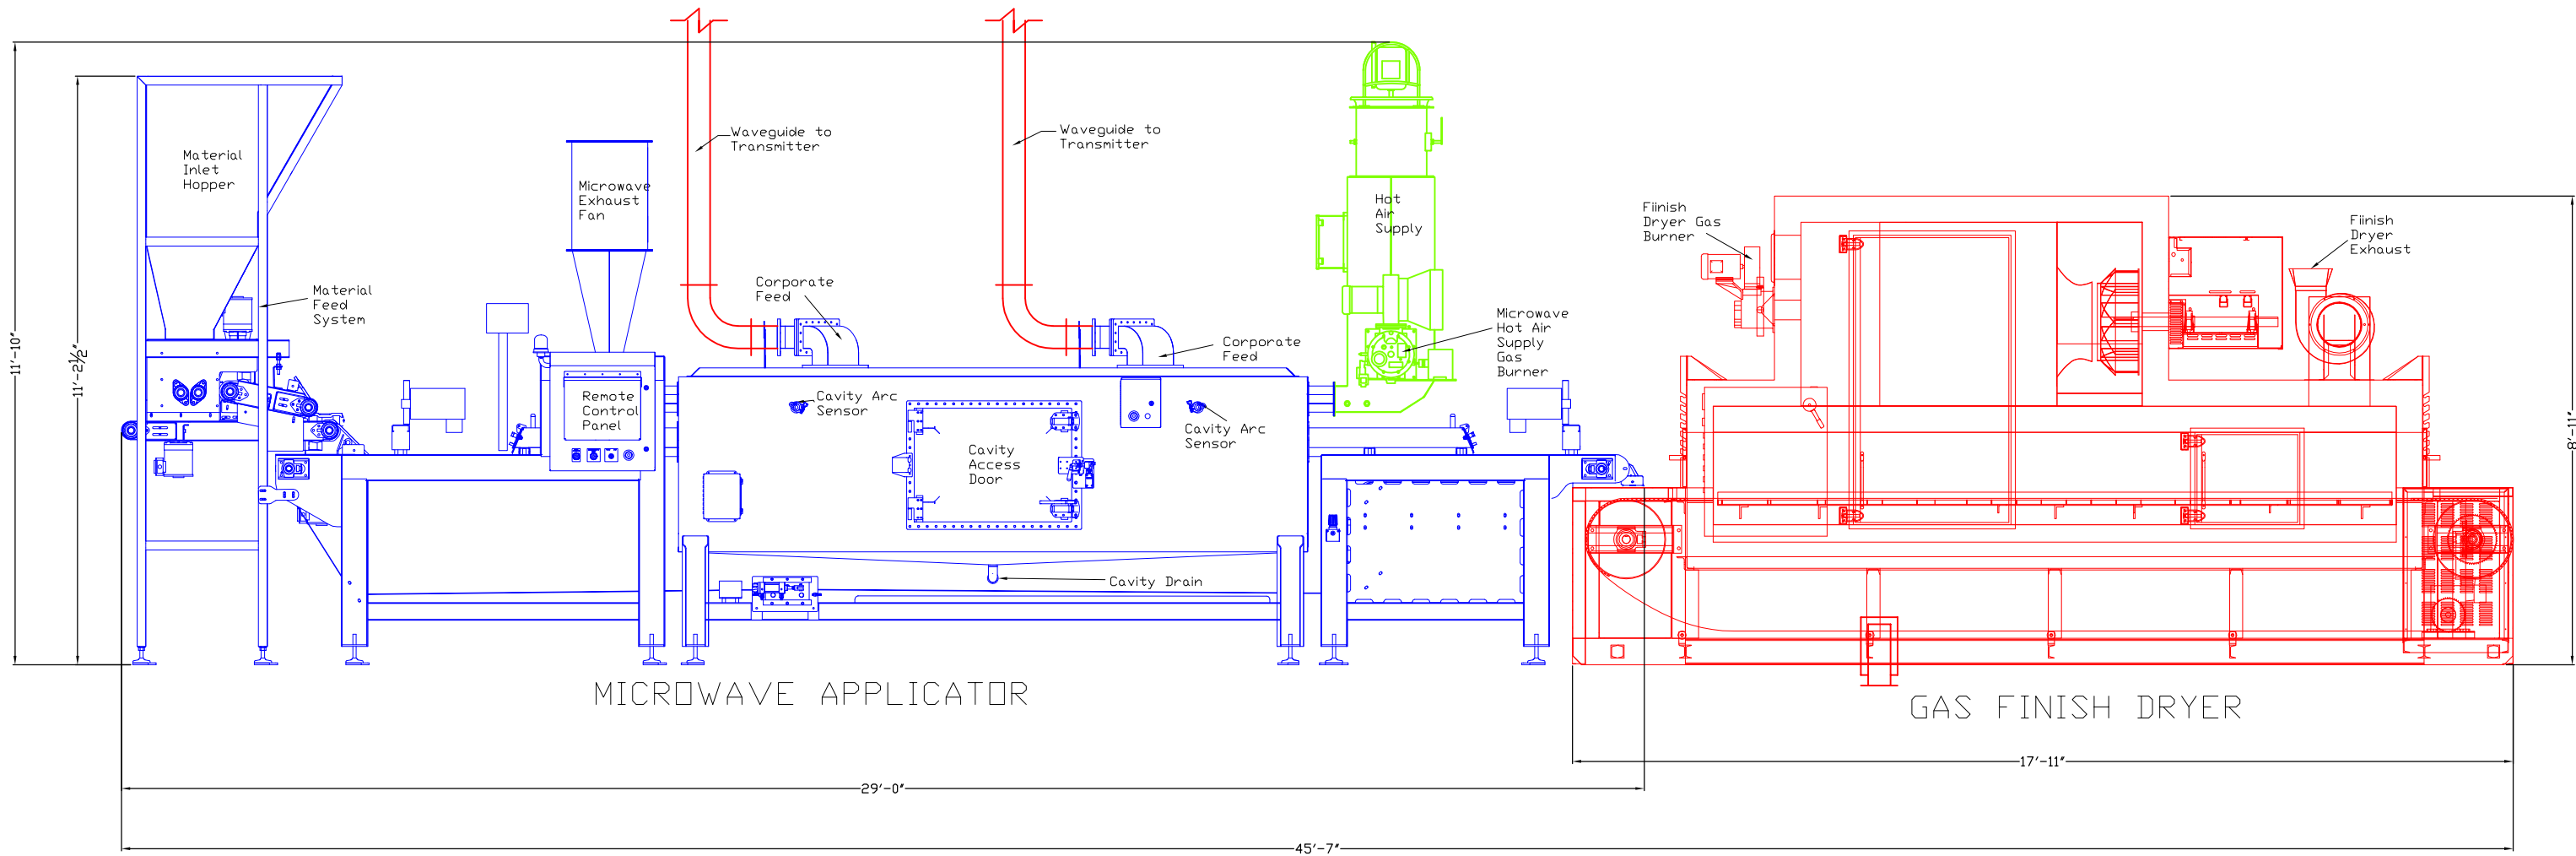 Material
Inlet
Hopper
Material
Feed
System
Microwave
Exhaust
Fan
Remote
Control
Panel
Waveguide to
Transmitter
Corporate
Feed
Cavity Arc
Sensor
Cavity
Access
Door
Cavity Drain
Waveguide to
Transmitter
Corporate
Feed
Cavity Arc
Sensor
Hot
Air
Supply
Microwave
Hot Air
Supply
Gas
Burner
Fiinish
Dryer Gas
Burner
Fiinish
Dryer
Exhaust
11'-10"
11'-2½"
8'-11"
MICROWAVE APPLICATOR
GAS FINISH DRYER
17'-11"
29'-0"
45'-7"